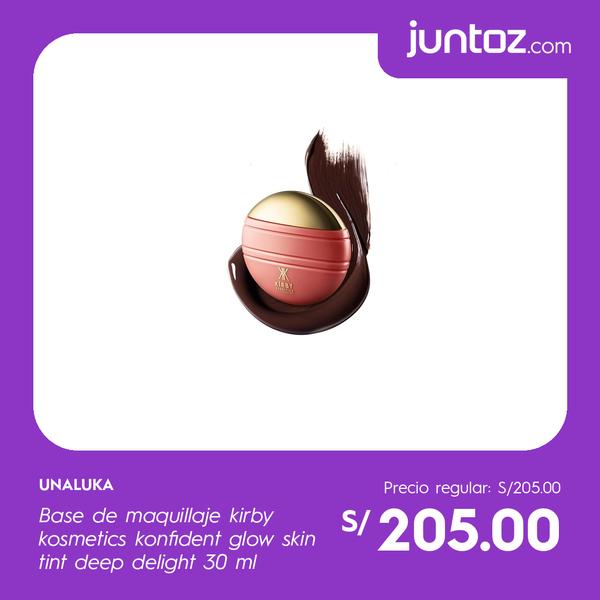 juntoz.com
KIRBY
UNALUKA
Base de maquillaje kirby
kosmetics konfident glow skin
tint deep delight 30 ml
Precio regular: S/205.00
S/ 205.00